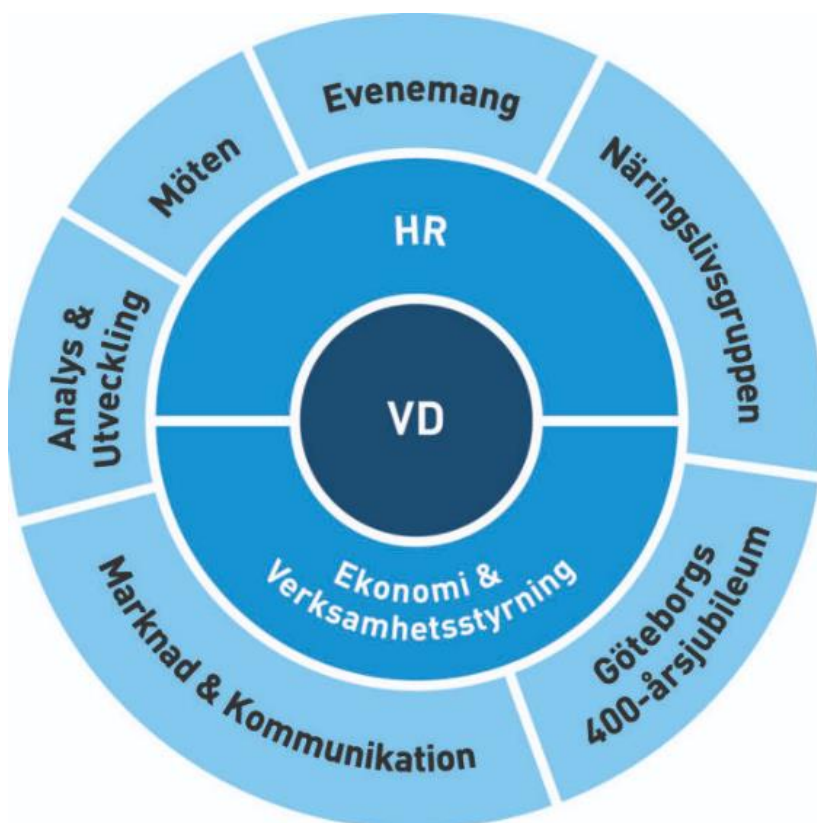 Evenemang
Näringslivsgruppen
Göteborgs
400-årsjubileum
Marknad & Kommunikation
Analys &
Utveckling
Möten
HR
Ekonomi &
Verksamhetsstyrning
VD